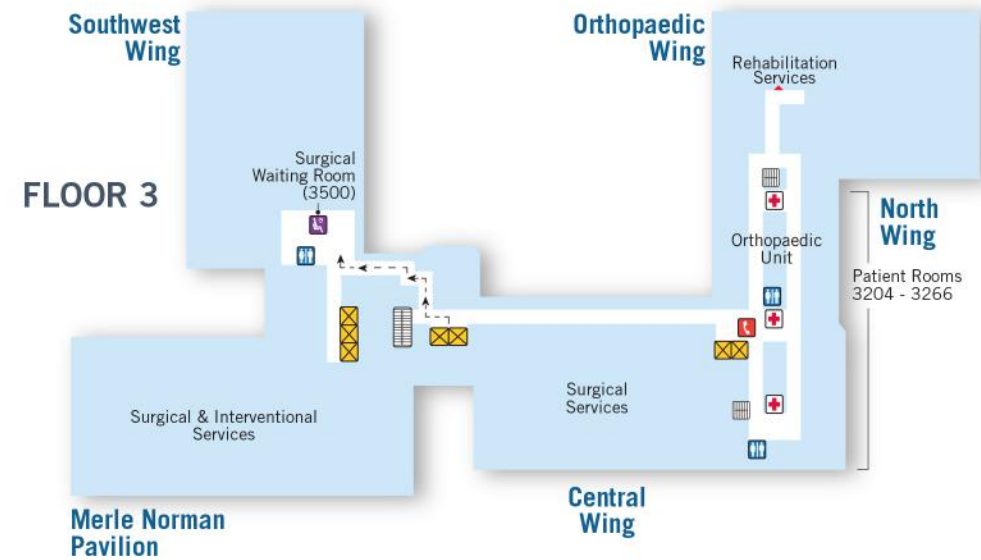 Southwest
Wing
Orthopaedic
Wing
Rehabilitation
Services
Surgical
Waiting Room
(3500)
FLOOR 3
North
Wing
Orthopaedic
Unit
Patient Rooms
3204 - 3266
Surgical
Services
Surgical & Interventional
Services
Central
Wing
Merle Norman
Pavilion